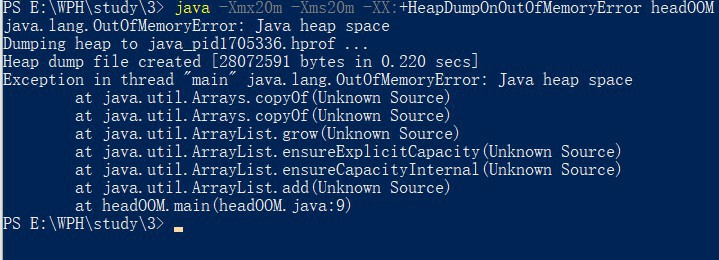 PS E:\WPH\study\3> java -Xmx20m -Xms20m -XX:+HeapDumpOnOutOfMemoryError headOOM
java.lang.OutOfMemoryError: Java heap space
Dumping heap to java_pid1705336.hprof ...
Heap dump file created [28072591 bytes in 0.220 secs]
Exception in thread "main" java.lang.OutOfMemoryError: Java heap space
        at java.util.Arrays.copyOf(Unknown Source)
        at java.util.Arrays.copyOf(Unknown Source)
        at java.util.ArrayList.grow(Unknown Source)
        at java.util.ArrayList.ensureExplicitCapacity(Unknown Source)
        at java.util.ArrayList.ensureCapacityInternal(Unknown Source)
        at java.util.ArrayList.add(Unknown Source)
        at headOOM.main(headOOM.java:9)
PS E:\WPH\study\3>